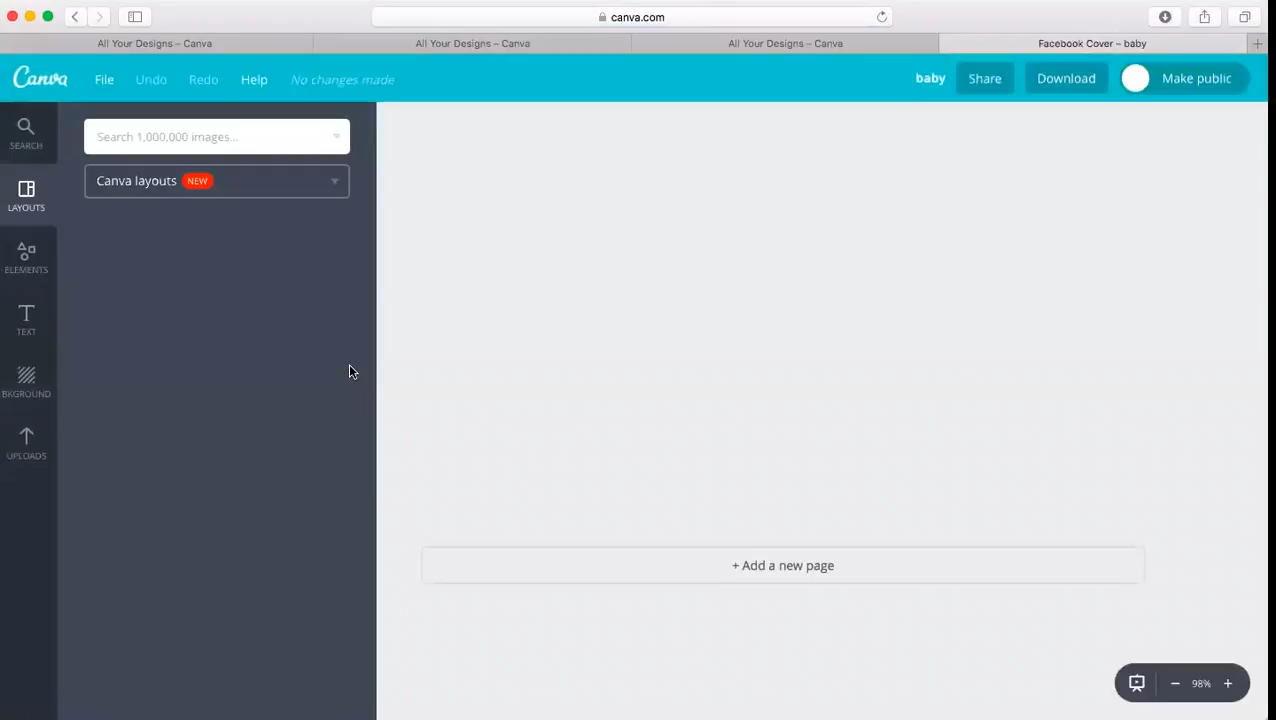 canva.com
All Your Designs – Canva
All Your Designs – Canva
All Your Designs – Canva
Facebook Cover – baby
Canva File Undo Redo Help No changes made baby Share Download Make public
SEARCH
Search 1,000,000 images...
Canva layouts NEW
LAYOUTS
ELEMENTS
TEXT
BKGROUND
UPLOADS
+ Add a new page
98%